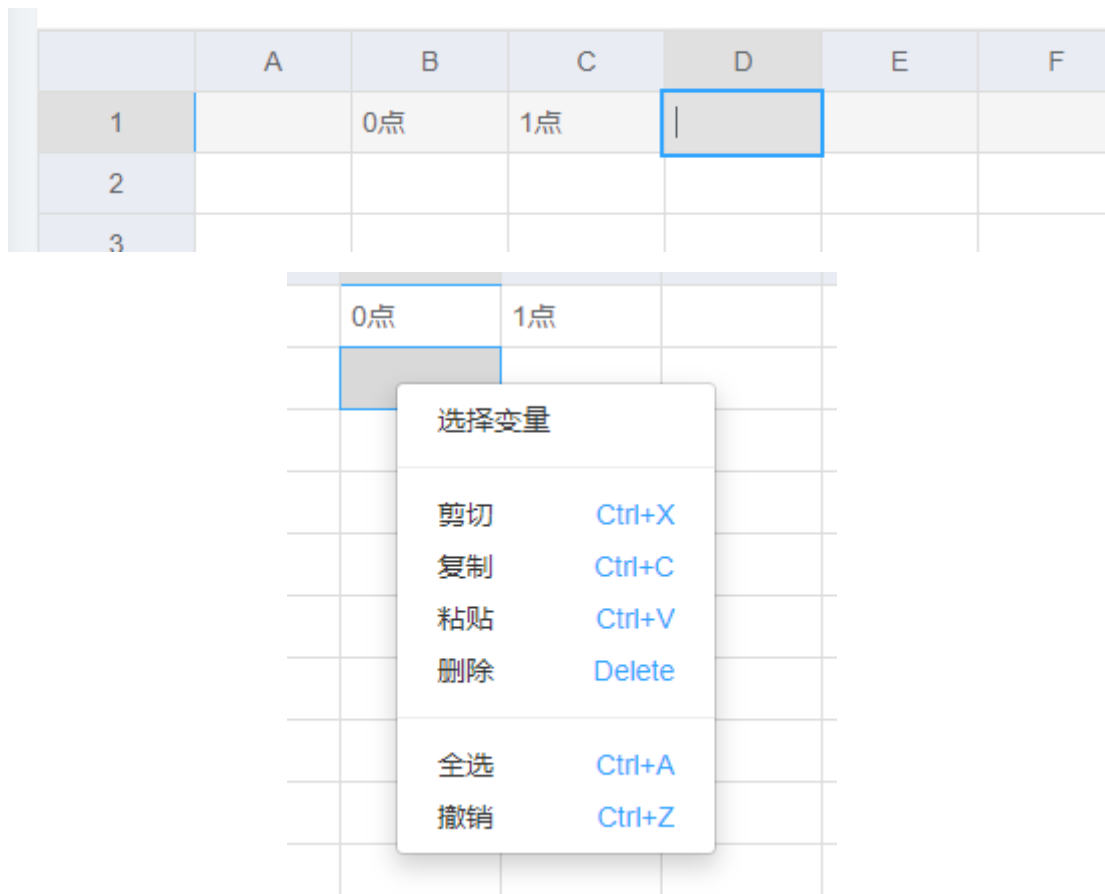 A B C D E F
1 0点 1点
2
3
0点 1点
选择变量
剪切 Ctrl+X
复制 Ctrl+C
粘贴 Ctrl+V
删除 Delete
全选 Ctrl+A
撤销 Ctrl+Z